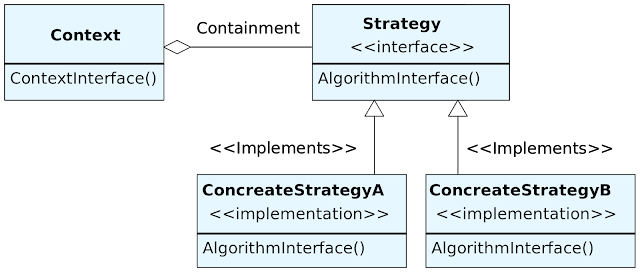 Context
ContextInterface()
Containment
Strategy
<<interface>>
AlgorithmInterface()
<<Implements>>
<<Implements>>
ConcreateStrategyA
<<implementation>>
AlgorithmInterface()
ConcreateStrategyB
<<implementation>>
AlgorithmInterface()